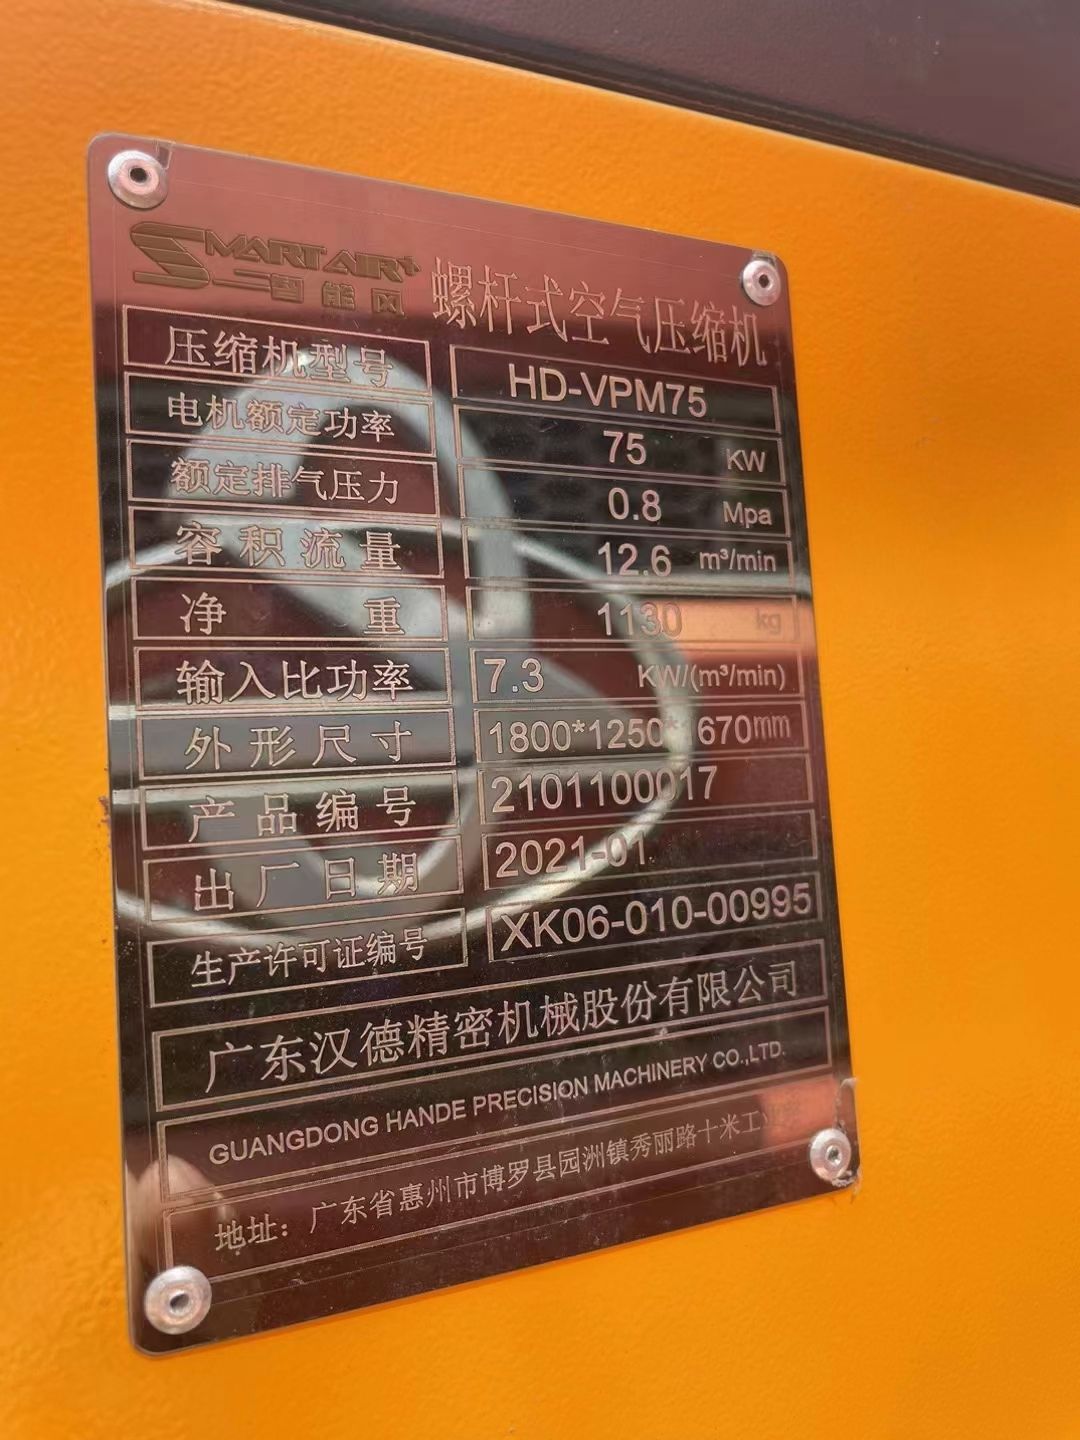 SMARTAIR+
智能风
螺杆式空气压缩机
压缩机型号 HD-VPM75
电机额定功率 75 KW
额定排气压力 0.8 Mpa
容积流量 12.6 m³/min
净重 1130 kg
输入比功率 7.3 KW/(m³/min)
外形尺寸 1800*1250*1670mm
产品编号 2101100017
出厂日期 2021-01
生产许可证编号 XK06-010-00995
广东汉德精密机械股份有限公司
GUANGDONG HANDE PRECISION MACHINERY CO.,LTD.
地址：广东省惠州市博罗县园洲镇秀丽路十米工